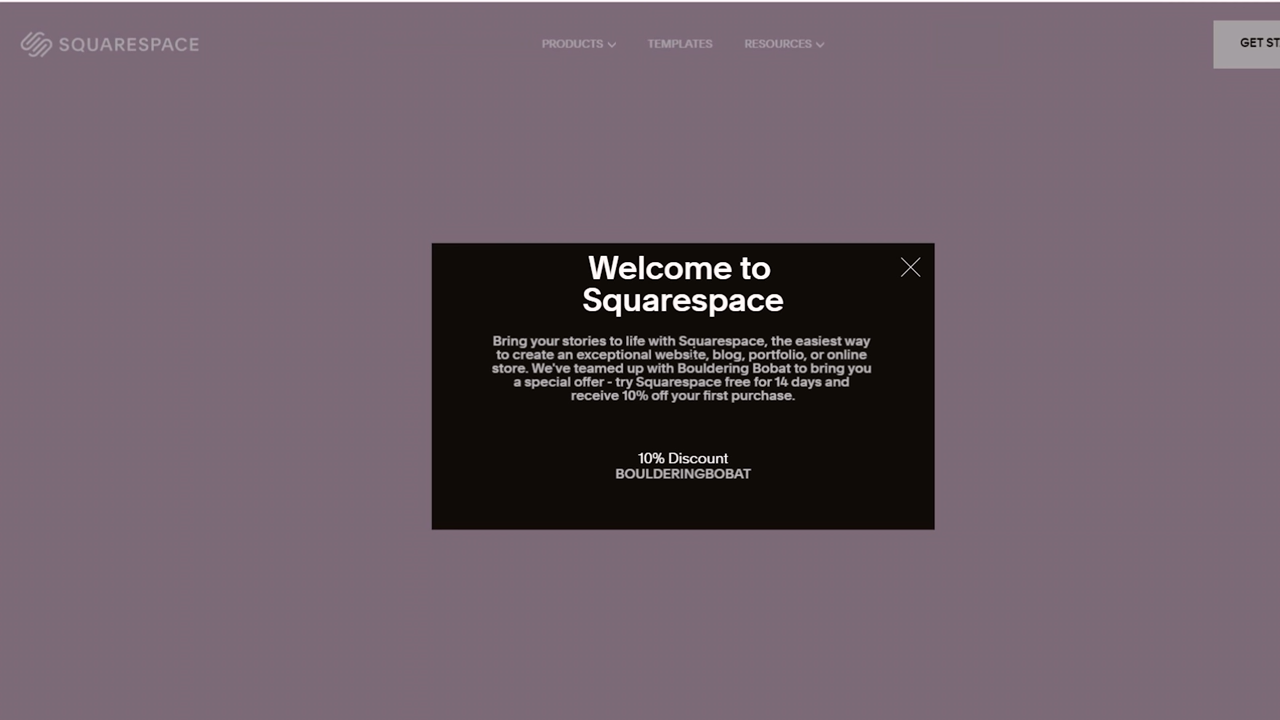 SQUARESPACE
PRODUCTS
TEMPLATES
RESOURCES
GET ST
Welcome to
Squarespace
Bring your stories to life with Squarespace, the easiest way
to create an exceptional website, blog, portfolio, or online
store. We've teamed up with Bouldering Bobat to bring you
a special offer - try Squarespace free for 14 days and
receive 10% off your first purchase.
10% Discount
BOULDERINGBOBAT